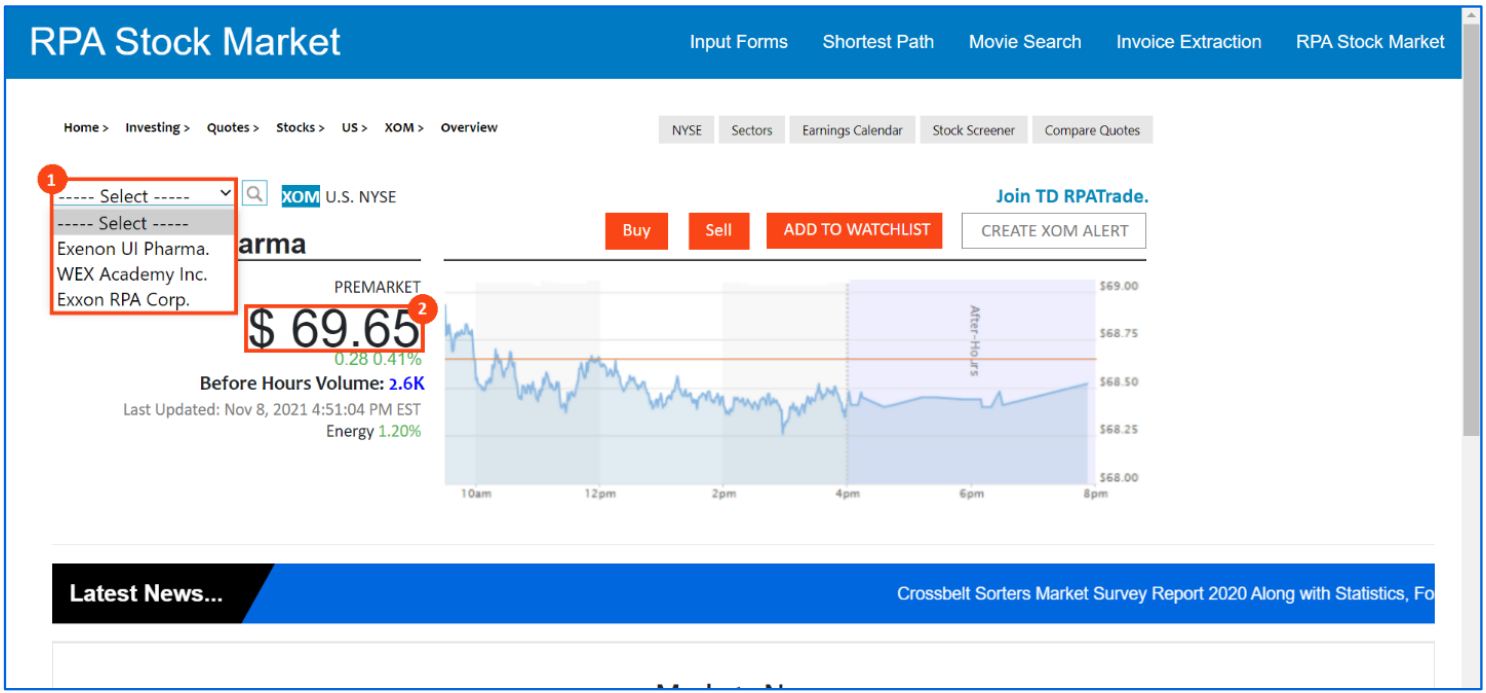 RPA Stock Market
Input Forms Shortest Path Movie Search Invoice Extraction RPA Stock Market
Home > Investing > Quotes > Stocks > US > XOM > Overview
NYSE Sectors Earnings Calendar Stock Screener Compare Quotes
1
----- Select ----- XOM U.S. NYSE
Join TD RPATrade.
----- Select -----
Exenon UI Pharma.
WEX Academy Inc.
Exxon RPA Corp.
arma
Buy Sell ADD TO WATCHLIST CREATE XOM ALERT
PREMARKET
2
$ 69.65
0.28 0.41%
Before Hours Volume: 2.6K
Last Updated: Nov 8, 2021 4:51:04 PM EST
Energy 1.20%
After-Hours
$69.00
$68.75
$68.50
$68.25
$68.00
10am 12pm 2pm 4pm 6pm 8pm
Latest News...
Crossbelt Sorters Market Survey Report 2020 Along with Statistics, Fo